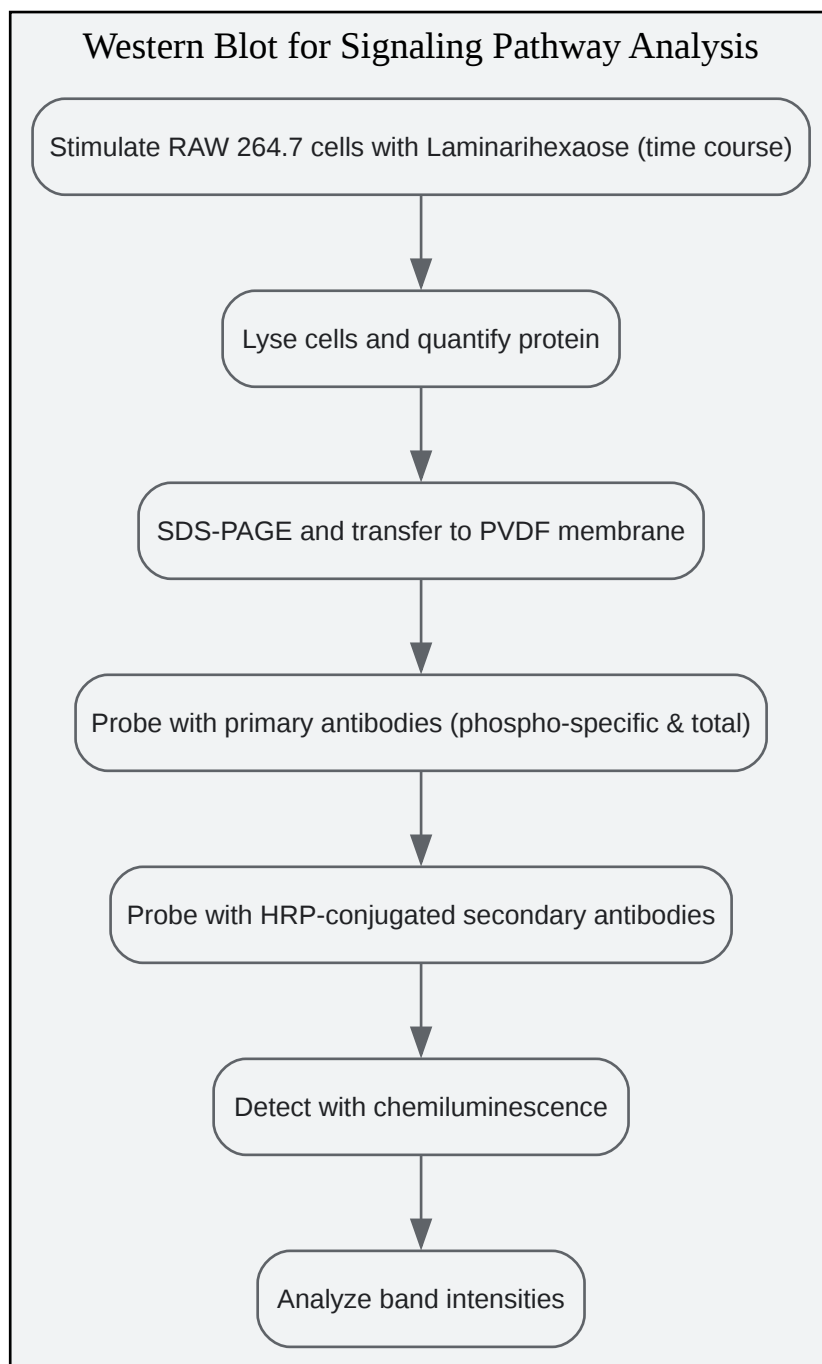 Western Blot for Signaling Pathway Analysis
Stimulate RAW 264.7 cells with Laminarihexaose (time course)
Lyse cells and quantify protein
SDS-PAGE and transfer to PVDF membrane
Probe with primary antibodies (phospho-specific & total)
Probe with HRP-conjugated secondary antibodies
Detect with chemiluminescence
Analyze band intensities